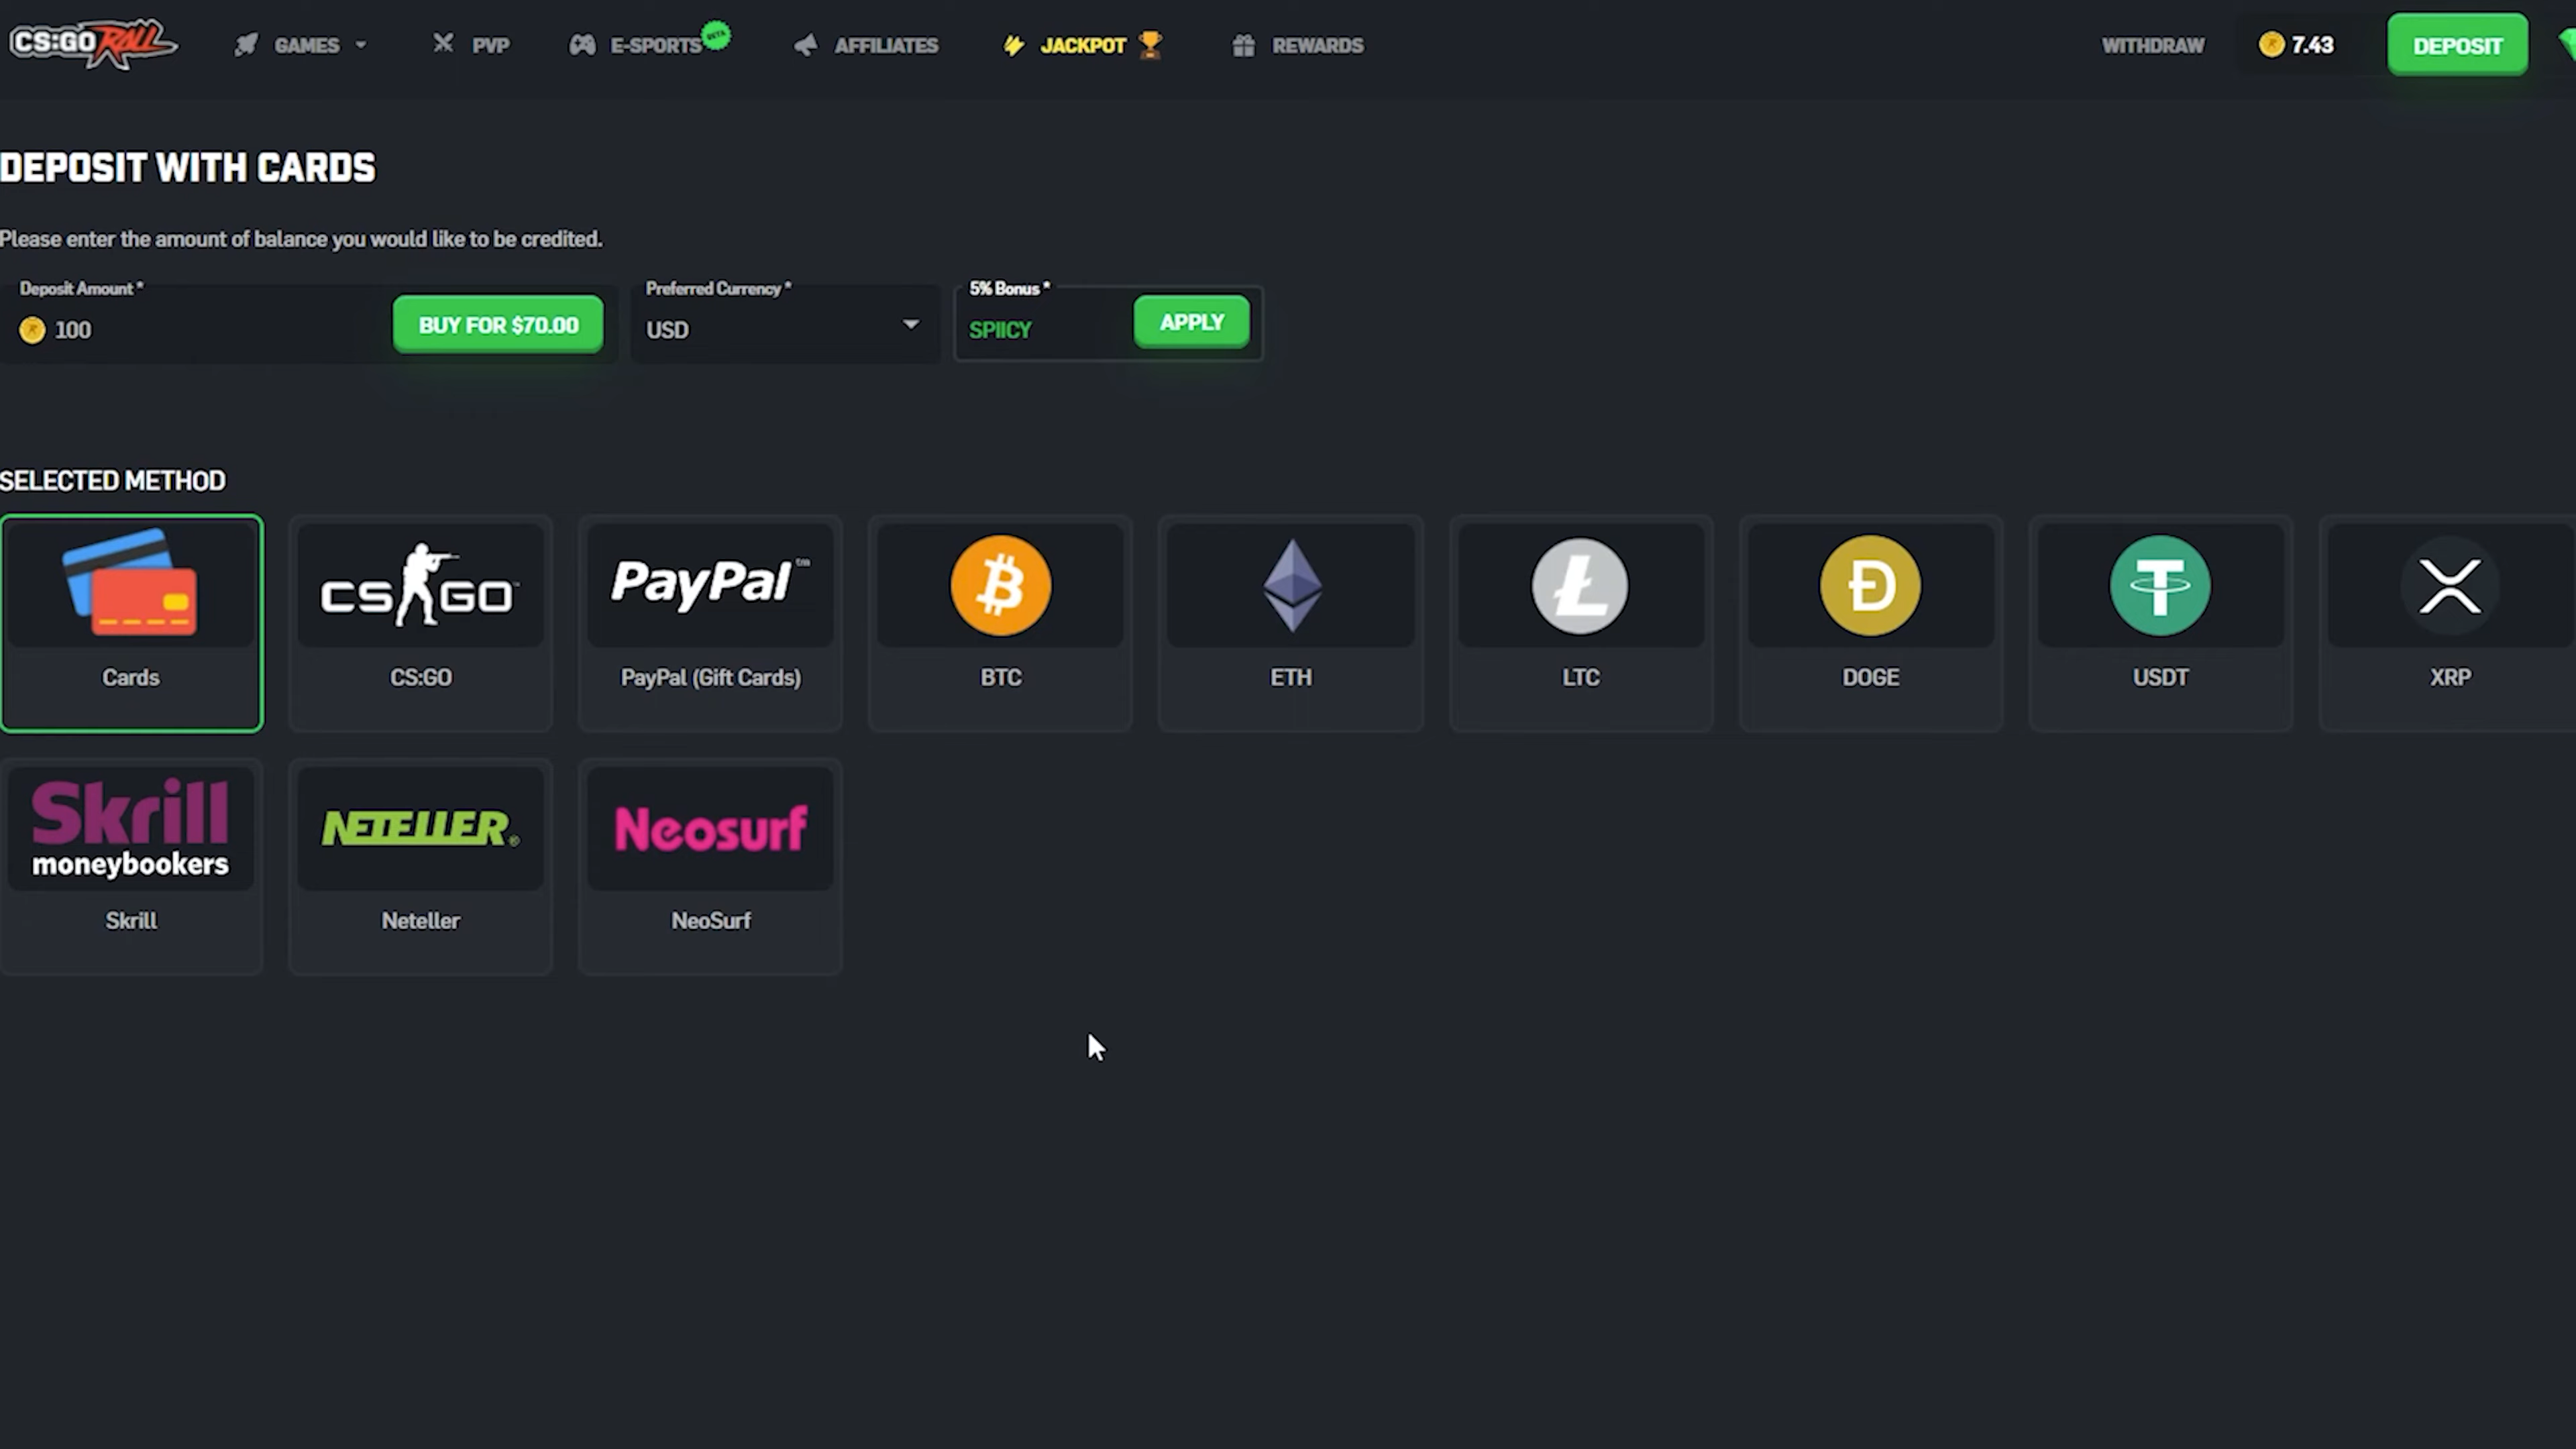 CS:GO ROLL GAMES PVP E-SPORTS BETA AFFILIATES JACKPOT REWARDS WITHDRAW 7.43 DEPOSIT
DEPOSIT WITH CARDS
Please enter the amount of balance you would like to be credited.
Deposit Amount * Preferred Currency * 5% Bonus *
100 BUY FOR $70.00 USD SPIICY APPLY
SELECTED METHOD
CS GO™ PayPal™
Cards CS:GO PayPal (Gift Cards) BTC ETH LTC DOGE USDT XRP
Skrill NETELLER® Neosurf
moneybookers
Skrill Neteller NeoSurf